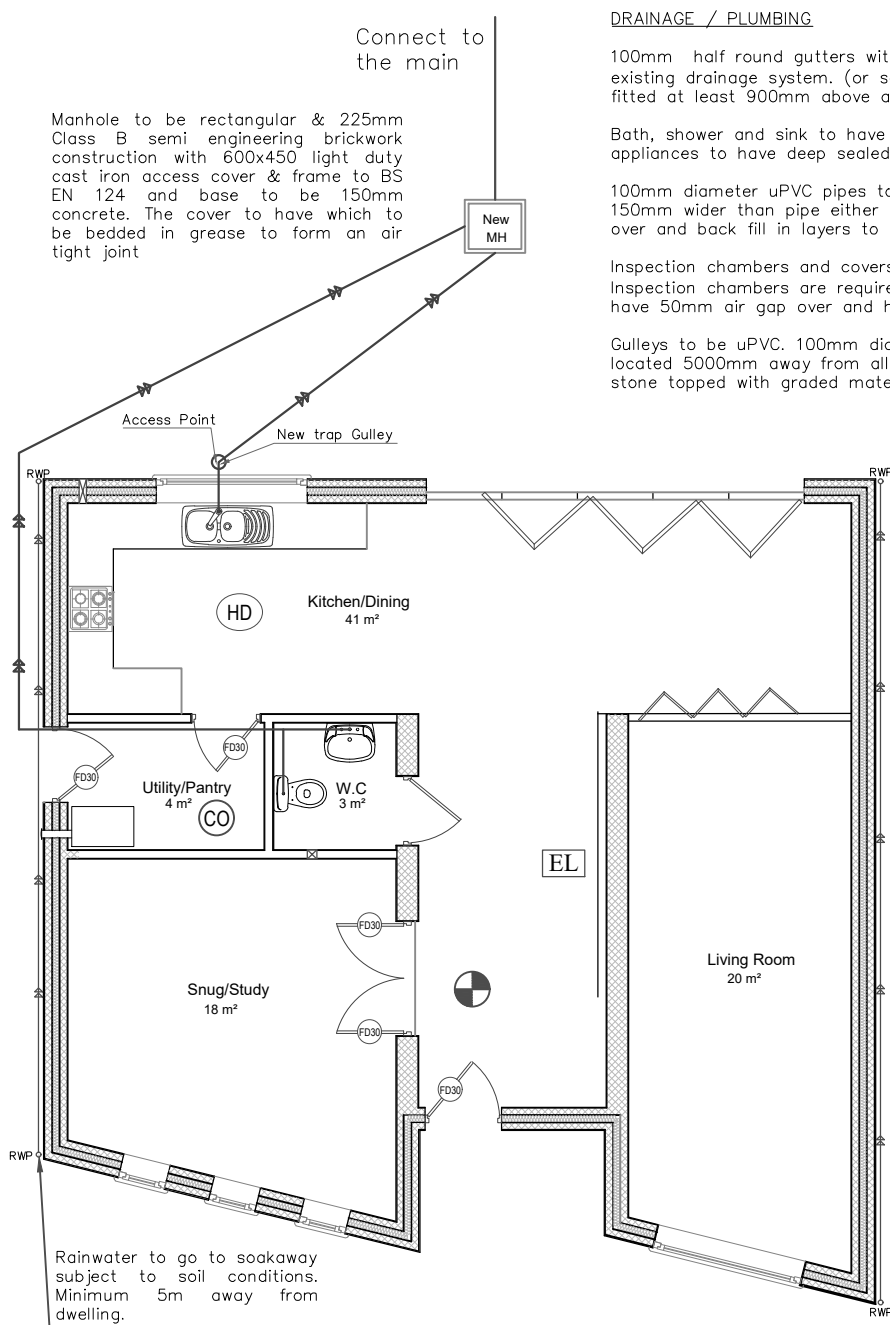 Connect to
the main
Manhole to be rectangular & 225mm
Class B semi engineering brickwork
construction with 600x450 light duty
cast iron access cover & frame to BS
EN 124 and base to be 150mm
concrete. The cover to have which to
be bedded in grease to form an air
tight joint
DRAINAGE / PLUMBING
100mm half round gutters wit
existing drainage system. (or s
fitted at least 900mm above a
Bath, shower and sink to have
appliances to have deep sealed
100mm diameter uPVC pipes to
150mm wider than pipe either
over and back fill in layers to
Inspection chambers and covers
Inspection chambers are require
have 50mm air gap over and h
Gulleys to be uPVC. 100mm dia
located 5000mm away from all
stone topped with graded mate
New
MH
Access Point
New trap Gulley
RWP
RWP
HD
Kitchen/Dining
41 m²
FD30
FD30
Utility/Pantry
4 m²
CO
W.C
3 m²
EL
FD30
Snug/Study
18 m²
Living Room
20 m²
FD30
FD30
RWP
Rainwater to go to soakaway
subject to soil conditions.
Minimum 5m away from
dwelling.
RWP